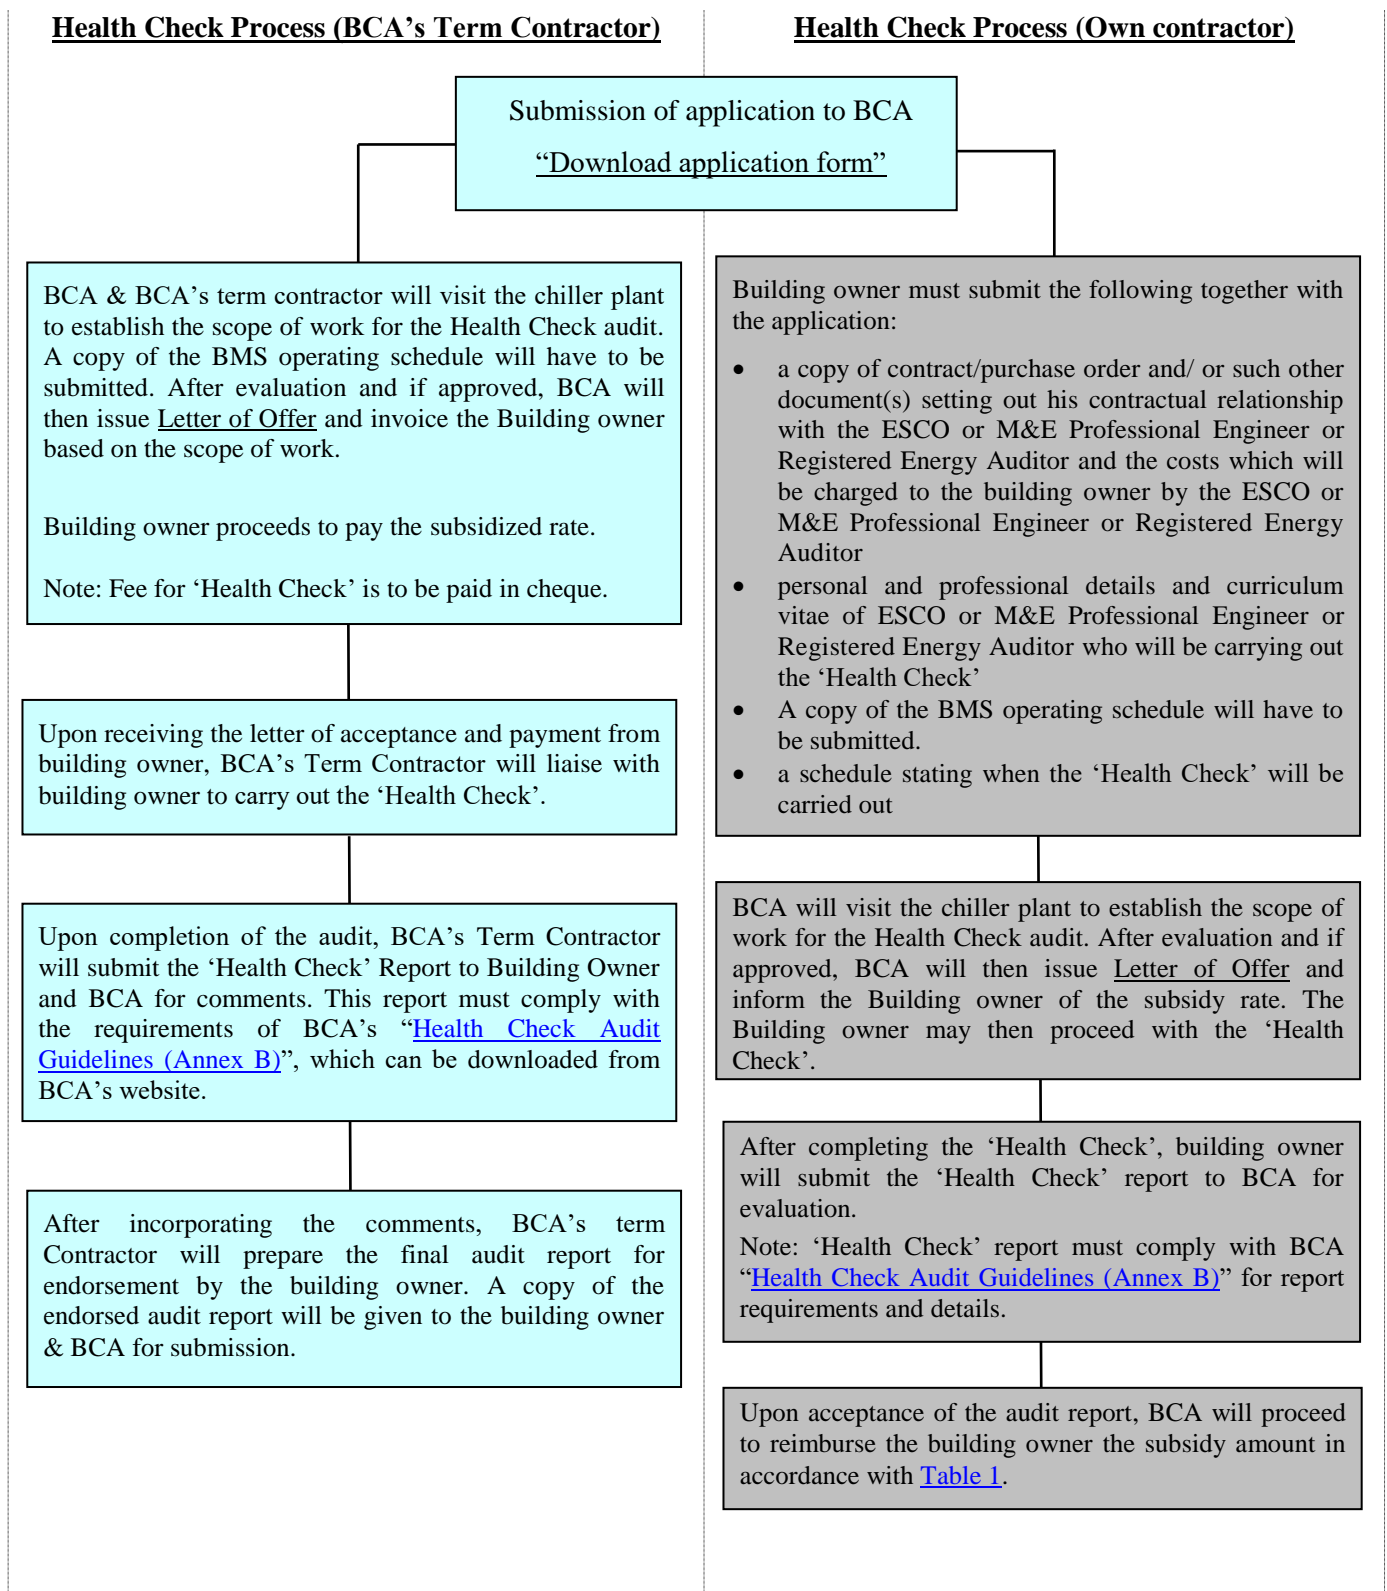 Health Check Process (BCA’s Term Contractor)
Health Check Process (Own contractor)
Submission of application to BCA
“Download application form”
BCA & BCA’s term contractor will visit the chiller plant
to establish the scope of work for the Health Check audit.
A copy of the BMS operating schedule will have to be
submitted. After evaluation and if approved, BCA will
then issue Letter of Offer and invoice the Building owner
based on the scope of work.
Building owner proceeds to pay the subsidized rate.
Note: Fee for ‘Health Check’ is to be paid in cheque.
Upon receiving the letter of acceptance and payment from
building owner, BCA’s Term Contractor will liaise with
building owner to carry out the ‘Health Check’.
Upon completion of the audit, BCA’s Term Contractor
will submit the ‘Health Check’ Report to Building Owner
and BCA for comments. This report must comply with
the requirements of BCA’s “Health Check Audit
Guidelines (Annex B)”, which can be downloaded from
BCA’s website.
After incorporating the comments, BCA’s term
Contractor will prepare the final audit report for
endorsement by the building owner. A copy of the
endorsed audit report will be given to the building owner
& BCA for submission.
Building owner must submit the following together with
the application:
• a copy of contract/purchase order and/ or such other
document(s) setting out his contractual relationship
with the ESCO or M&E Professional Engineer or
Registered Energy Auditor and the costs which will
be charged to the building owner by the ESCO or
M&E Professional Engineer or Registered Energy
Auditor
• personal and professional details and curriculum
vitae of ESCO or M&E Professional Engineer or
Registered Energy Auditor who will be carrying out
the ‘Health Check’
• A copy of the BMS operating schedule will have to
be submitted.
• a schedule stating when the ‘Health Check’ will be
carried out
BCA will visit the chiller plant to establish the scope of
work for the Health Check audit. After evaluation and if
approved, BCA will then issue Letter of Offer and
inform the Building owner of the subsidy rate. The
Building owner may then proceed with the ‘Health
Check’.
After completing the ‘Health Check’, building owner
will submit the ‘Health Check’ report to BCA for
evaluation.
Note: ‘Health Check’ report must comply with BCA
“Health Check Audit Guidelines (Annex B)” for report
requirements and details.
Upon acceptance of the audit report, BCA will proceed
to reimburse the building owner the subsidy amount in
accordance with Table 1.